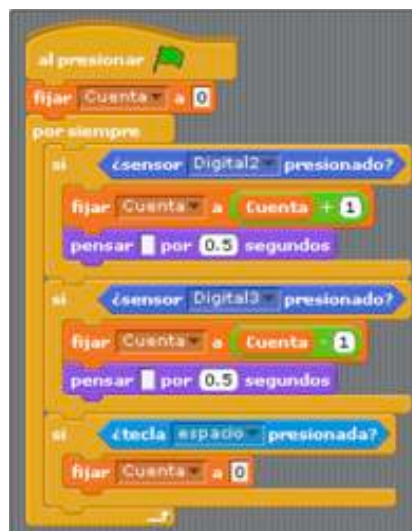 al presionar
fijar Cuenta a 0
por siempre
si ¿sensor Digital2 presionado?
fijar Cuenta a Cuenta + 1
pensar por 0.5 segundos
si ¿sensor Digital3 presionado?
fijar Cuenta a Cuenta - 1
pensar por 0.5 segundos
si ¿tecla espacio presionada?
fijar Cuenta a 0